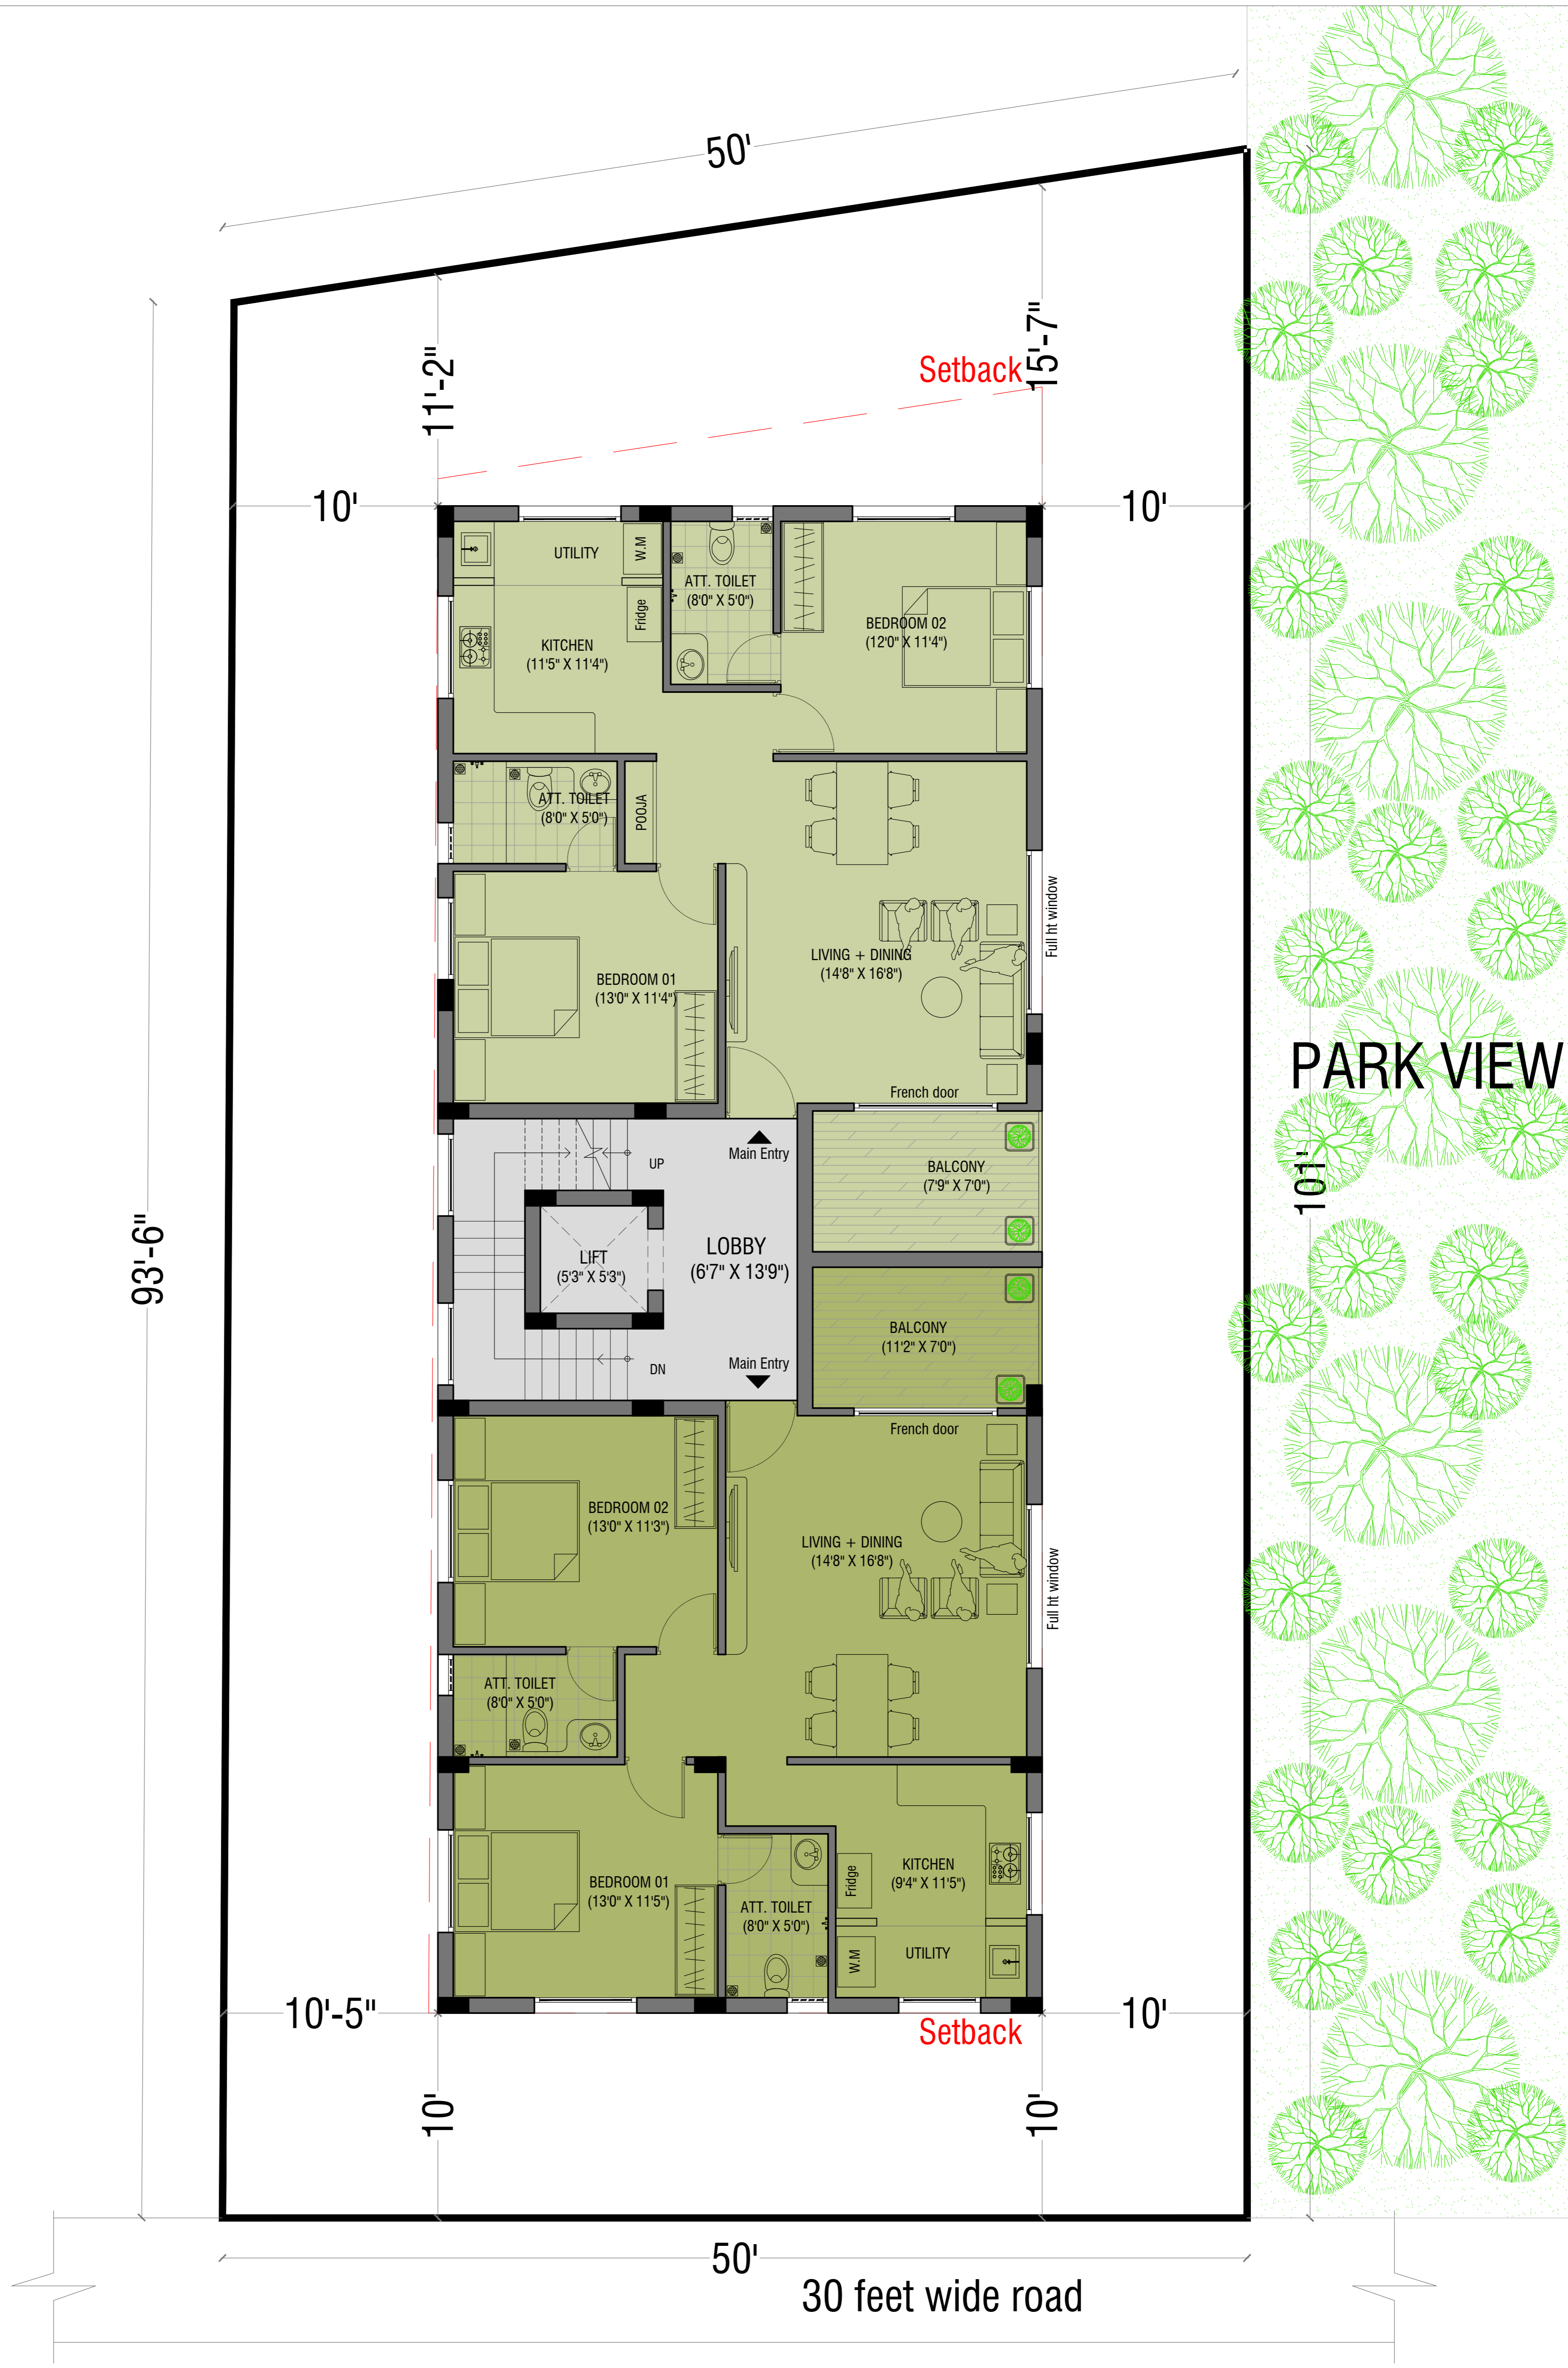 50'
11'-2"
15'-7"
Setback
10'
10'
UTILITY
W.M
ATT. TOILET
(8'0" X 5'0")
Fridge
BEDROOM 02
(12'0" X 11'4")
KITCHEN
(11'5" X 11'4")
ATT. TOILET
(8'0" X 5'0")
POOJA
Full ht window
LIVING + DINING
(14'8" X 16'8")
BEDROOM 01
(13'0" X 11'4")
PARK VIEW
French door
Main Entry
UP
BALCONY
(7'9" X 7'0")
101'
93'-6"
LIFT
(5'3" X 5'3")
LOBBY
(6'7" X 13'9")
BALCONY
(11'2" X 7'0")
Main Entry
DN
French door
BEDROOM 02
(13'0" X 11'3")
LIVING + DINING
(14'8" X 16'8")
Full ht window
ATT. TOILET
(8'0" X 5'0")
BEDROOM 01
(13'0" X 11'5")
Fridge
KITCHEN
(9'4" X 11'5")
ATT. TOILET
(8'0" X 5'0")
W.M
UTILITY
10'-5"
10'
Setback
10'
10'
50'
30 feet wide road